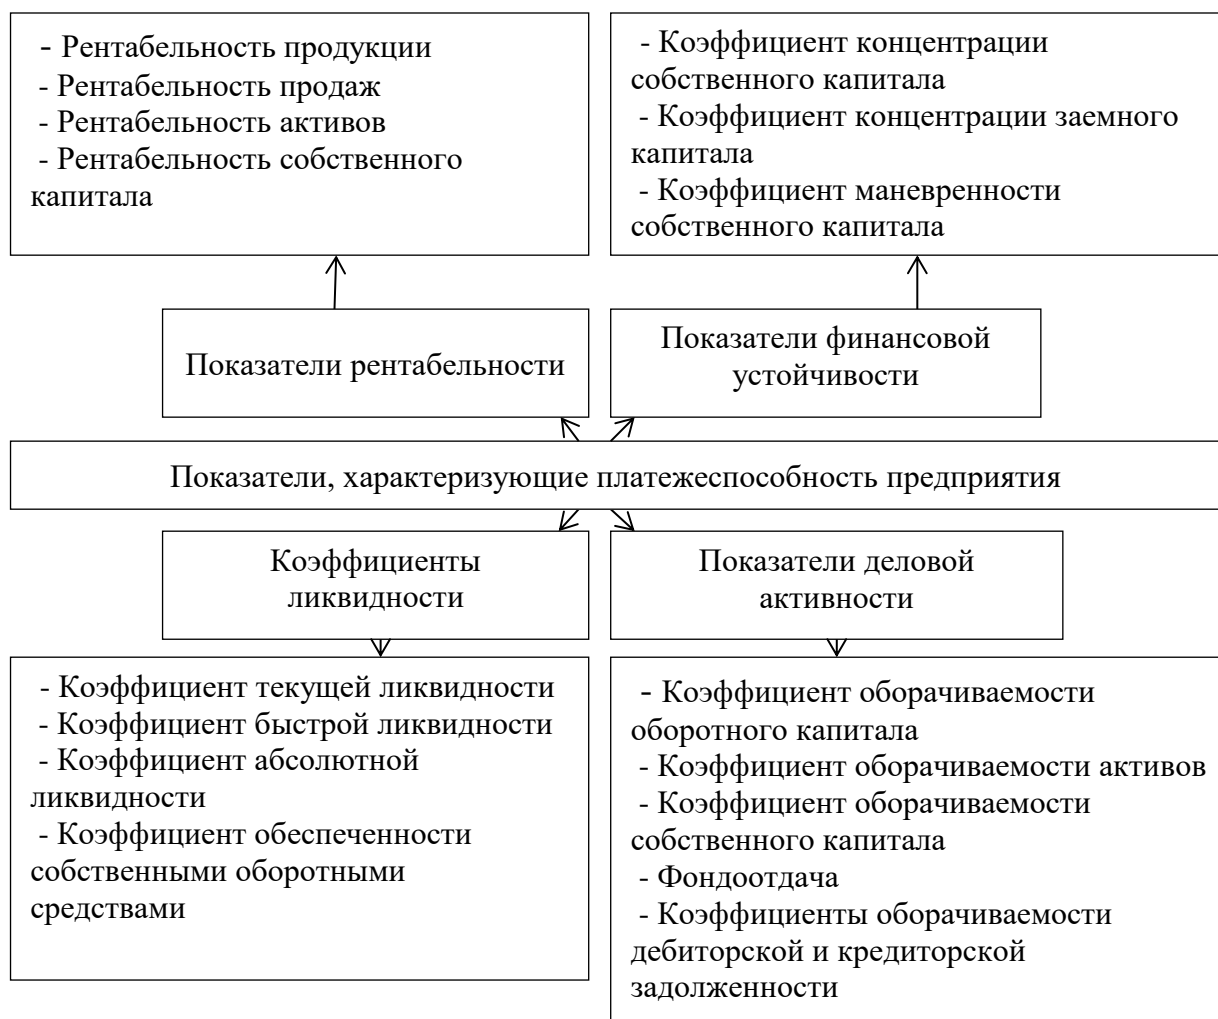 - Рентабельность продукции
- Рентабельность продаж
- Рентабельность активов
- Рентабельность собственного
капитала
- Коэффициент концентрации
собственного капитала
- Коэффициент концентрации заемного
капитала
- Коэффициент маневренности
собственного капитала
Показатели рентабельности
Показатели финансовой
устойчивости
Показатели, характеризующие платежеспособность предприятия
Коэффициенты
ликвидности
Показатели деловой
активности
- Коэффициент текущей ликвидности
- Коэффициент быстрой ликвидности
- Коэффициент абсолютной
ликвидности
- Коэффициент обеспеченности
собственными оборотными
средствами
- Коэффициент оборачиваемости
оборотного капитала
- Коэффициент оборачиваемости активов
- Коэффициент оборачиваемости
собственного капитала
- Фондоотдача
- Коэффициенты оборачиваемости
дебиторской и кредиторской
задолженности